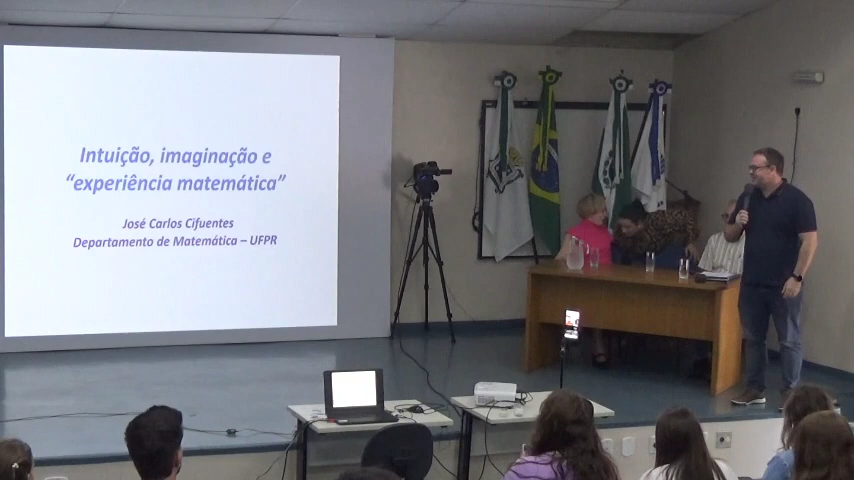 Intuição, imaginação e
“experiência matemática”
José Carlos Cifuentes
Departamento de Matemática – UFPR